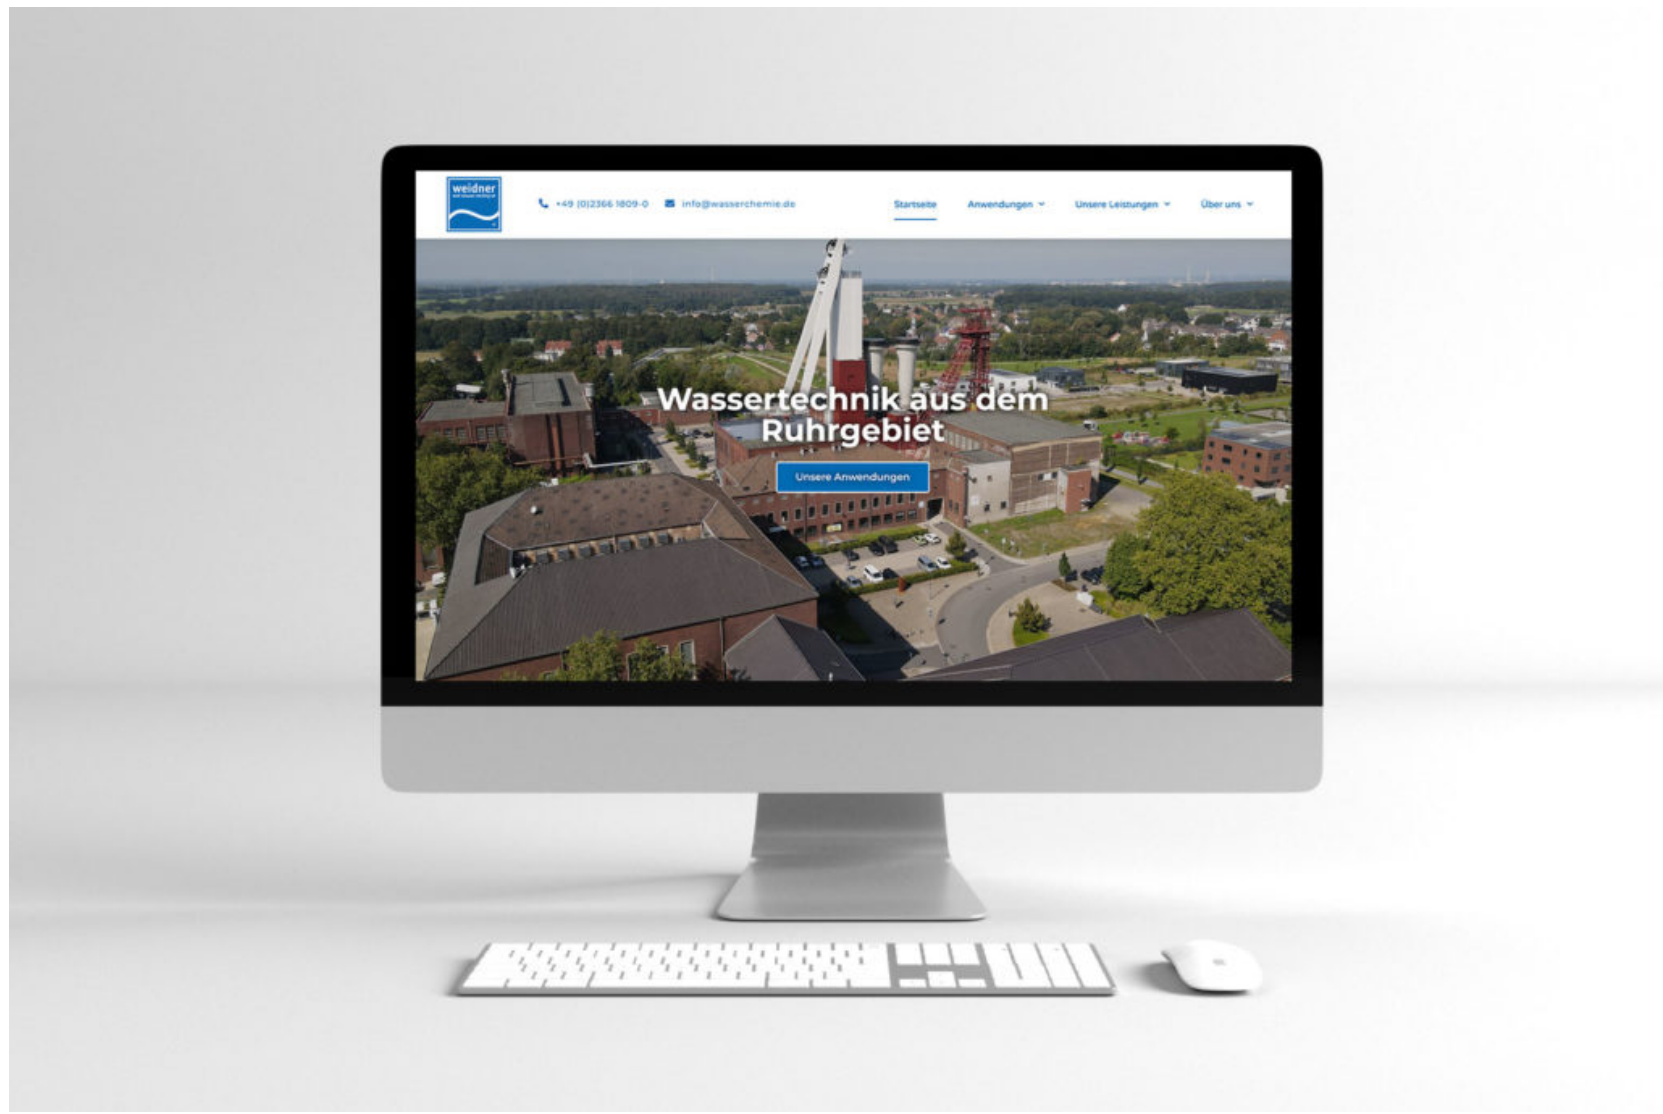 weidner
+49 (0)2366 1809-0
info@wasserchemie.de
Startseite
Anwendungen
Unsere Leistungen
Über uns
Wassertechnik aus dem
Ruhrgebiet
Unsere Anwendungen